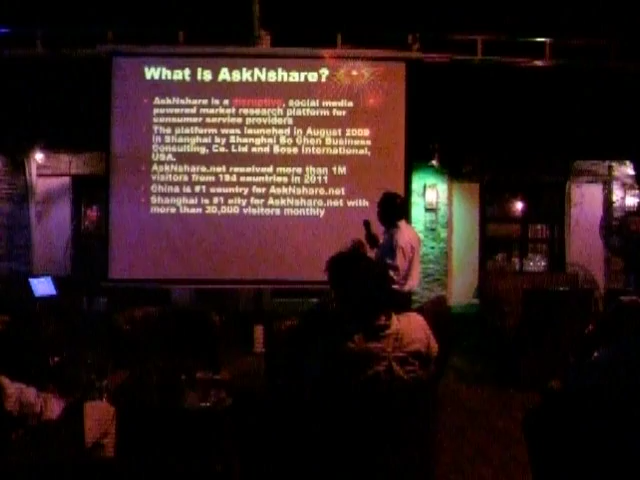 What is AskNshare?
AskNshare is a disruptive, social media
powered market research platform for
consumer service providers
The platform was launched in August 2009
in Shanghai by Shanghai Bo Chen Business
Consulting, Co. Ltd and Bose International,
USA.
AskNshare.net received more than 1M
visitors from 194 countries in 2011
China is #1 country for AskNshare.net
Shanghai is #1 city for AskNshare.net with
more than 20,000 visitors monthly